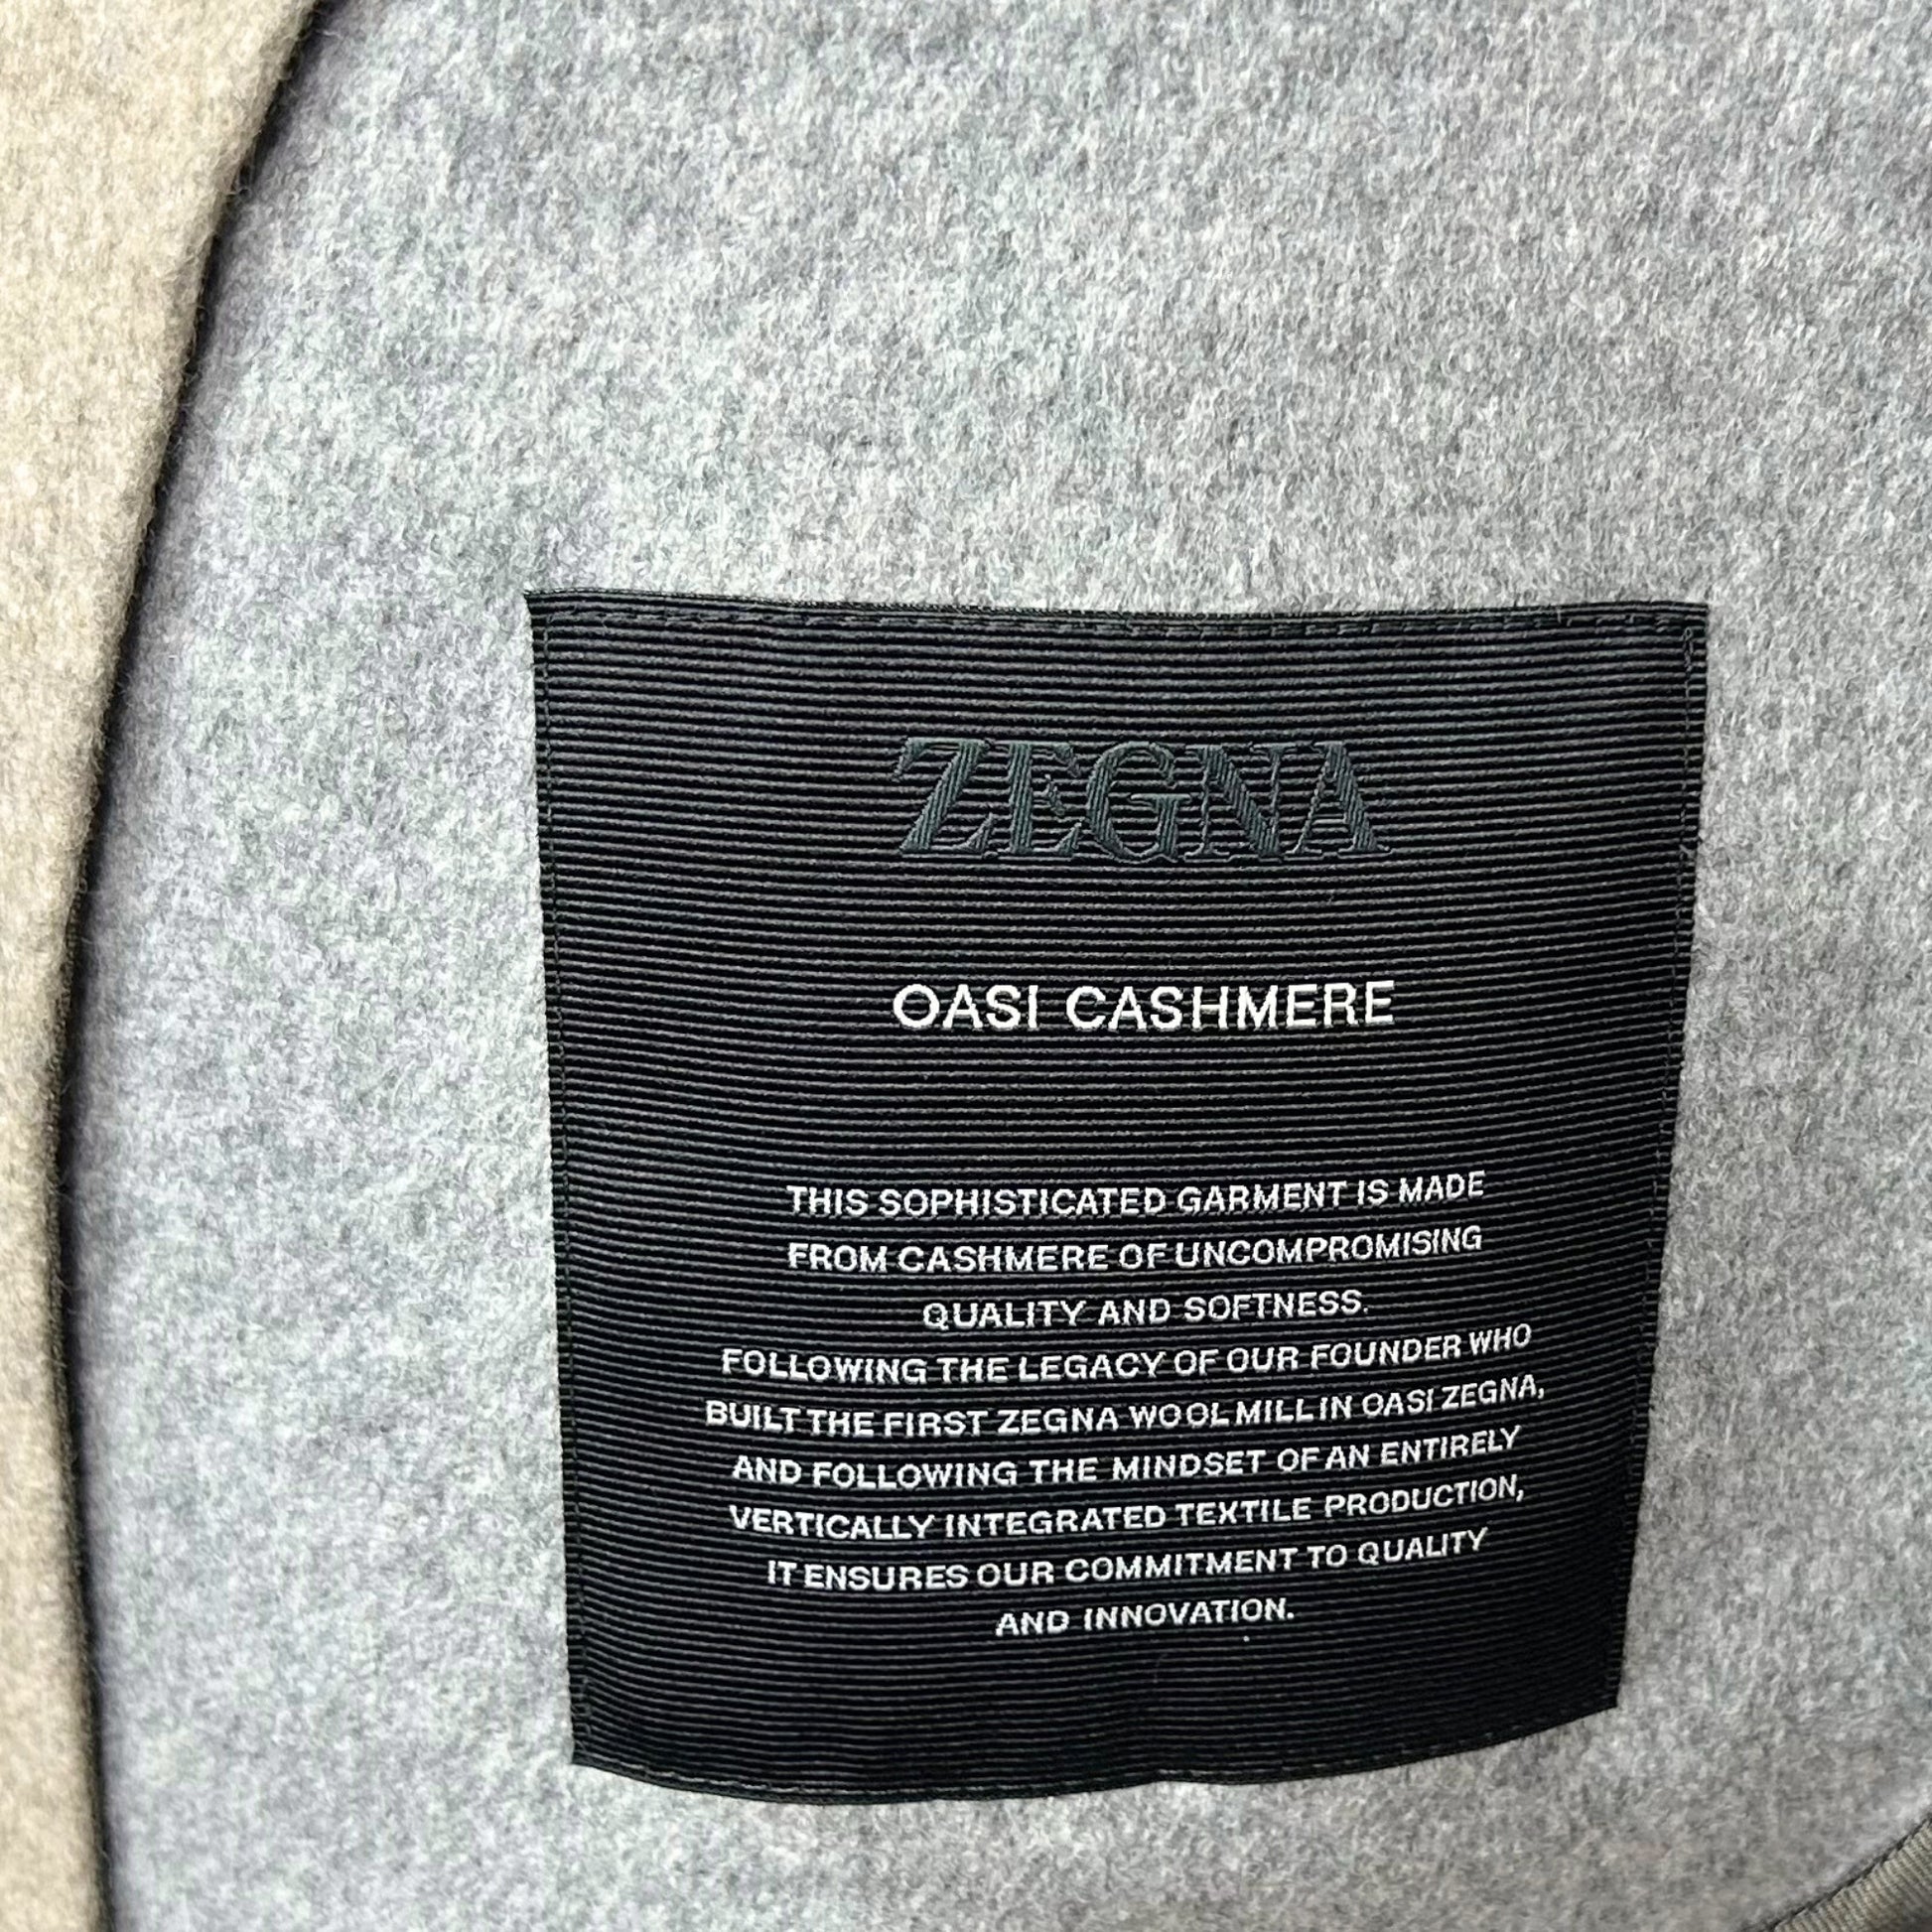 ZEGNA
OASI CASHMERE
THIS SOPHISTICATED GARMENT IS MADE
FROM CASHMERE OF UNCOMPROMISING
QUALITY AND SOFTNESS.
FOLLOWING THE LEGACY OF OUR FOUNDER WHO
BUILT THE FIRST ZEGNA WOOL MILL IN OASI ZEGNA,
AND FOLLOWING THE MINDSET OF AN ENTIRELY
VERTICALLY INTEGRATED TEXTILE PRODUCTION,
IT ENSURES OUR COMMITMENT TO QUALITY
AND INNOVATION.